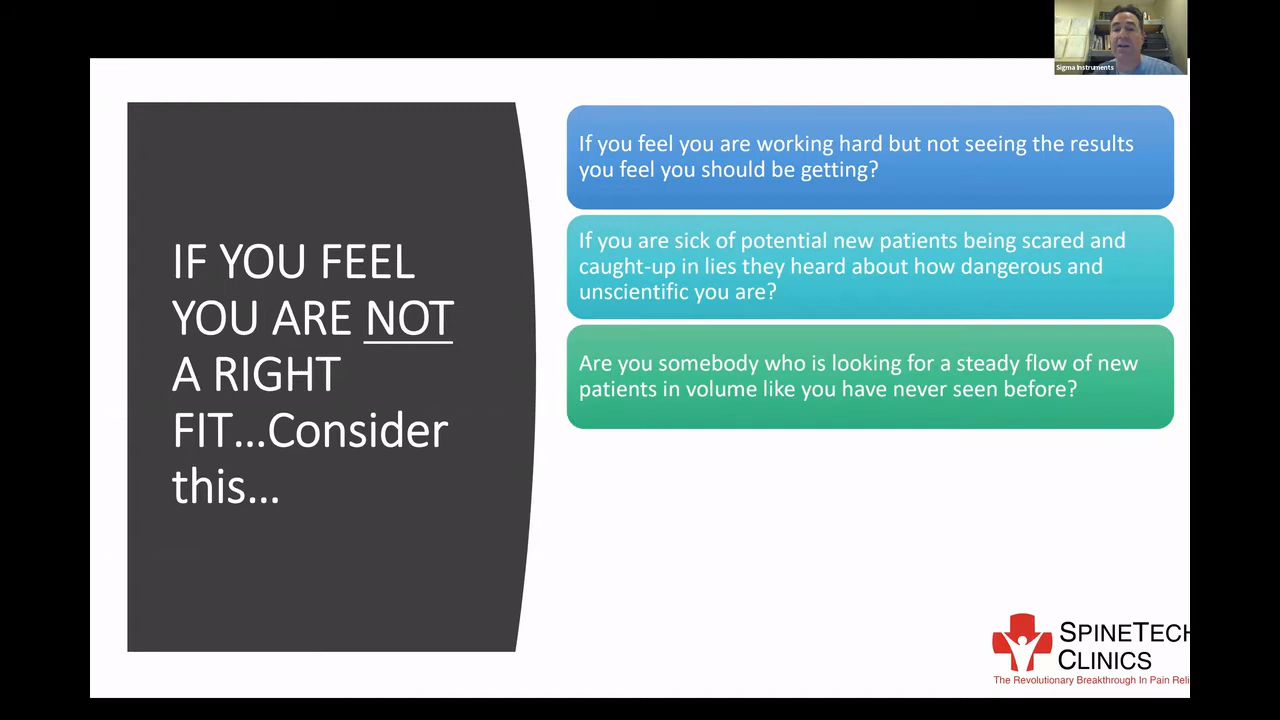 Sigma Instruments
IF YOU FEEL
YOU ARE NOT
A RIGHT
FIT...Consider
this...
If you feel you are working hard but not seeing the results
you feel you should be getting?
If you are sick of potential new patients being scared and
caught-up in lies they heard about how dangerous and
unscientific you are?
Are you somebody who is looking for a steady flow of new
patients in volume like you have never seen before?
SPINETECH
CLINICS
The Revolutionary Breakthrough In Pain Reli